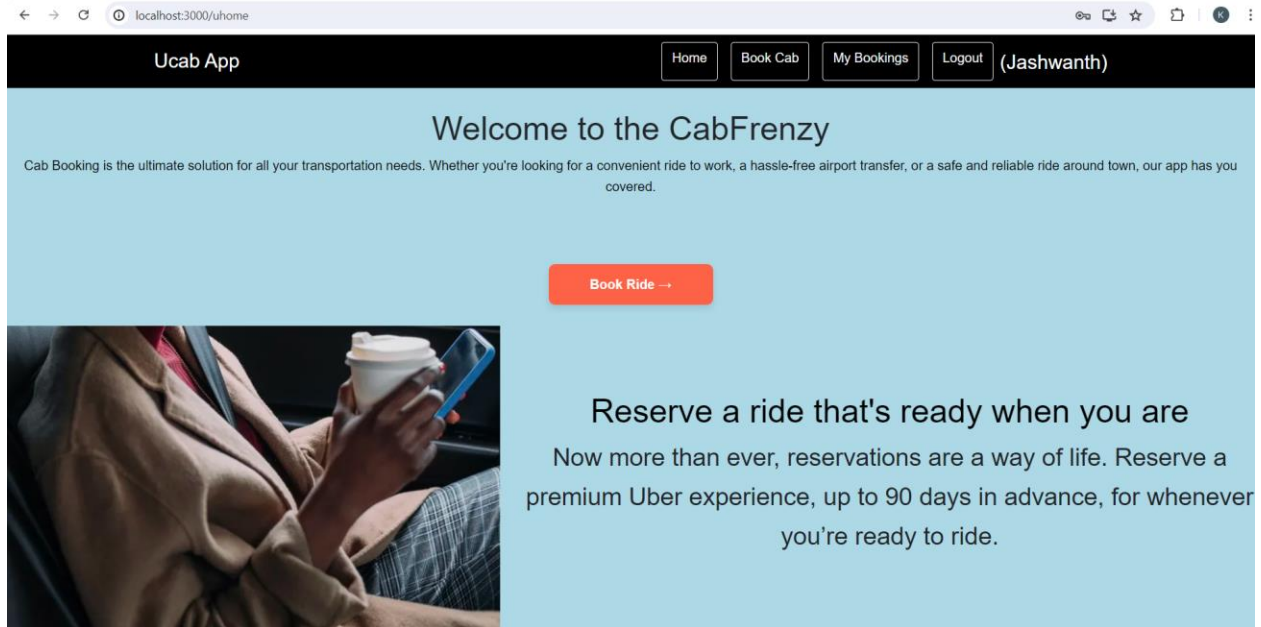 localhost:3000/uhome
K
Ucab App
Home
Book Cab
My Bookings
Logout
(Jashwanth)
Welcome to the CabFrenzy
Cab Booking is the ultimate solution for all your transportation needs. Whether you're looking for a convenient ride to work, a hassle-free airport transfer, or a safe and reliable ride around town, our app has you
covered.
Book Ride →
Reserve a ride that's ready when you are
Now more than ever, reservations are a way of life. Reserve a
premium Uber experience, up to 90 days in advance, for whenever
you’re ready to ride.